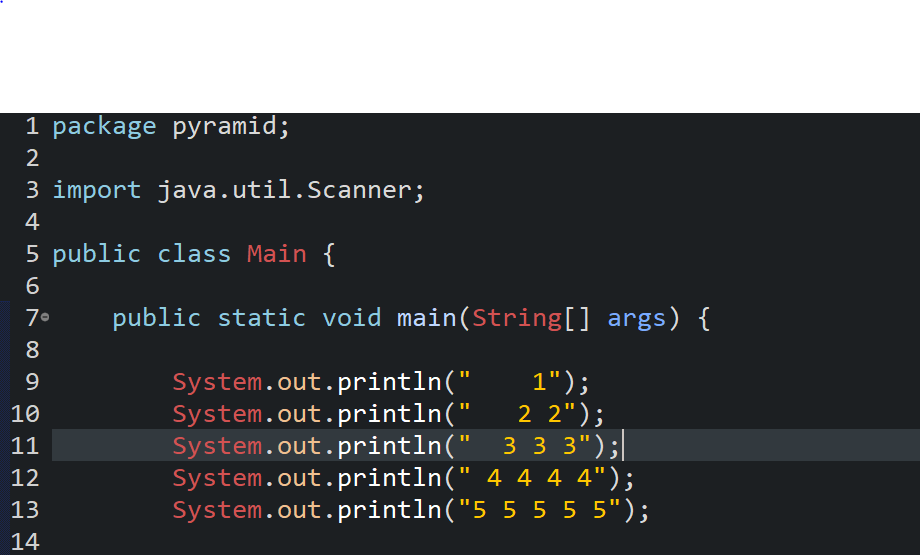 1 package pyramid;
2
3 import java.util.Scanner;
4
5 public class Main {
6
7     public static void main(String[] args) {
8
9         System.out.println("    1");
10         System.out.println("   2 2");
11         System.out.println("  3 3 3");
12         System.out.println(" 4 4 4 4");
13         System.out.println("5 5 5 5 5");
14